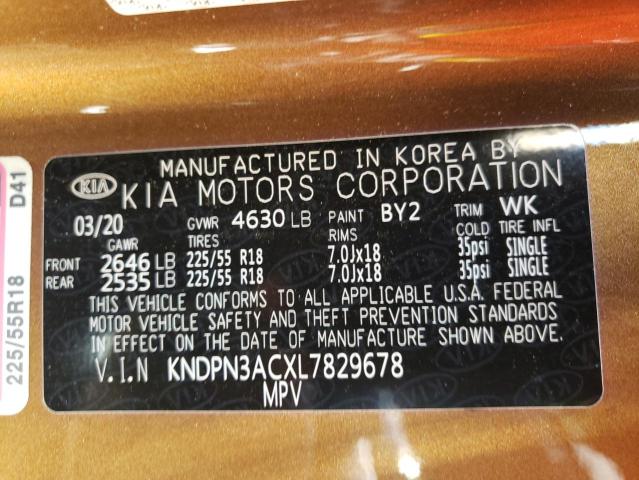 MANUFACTURED IN KOREA BY
KIA KIA MOTORS CORPORATION
03/20 GVWR 4630 LB PAINT BY2 TRIM WK
GAWR TIRES RIMS COLD TIRE INFL
FRONT 2646 LB 225/55 R18 7.0Jx18 35psi SINGLE
REAR 2535 LB 225/55 R18 7.0Jx18 35psi SINGLE
THIS VEHICLE CONFORMS TO ALL APPLICABLE U.S.A. FEDERAL
MOTOR VEHICLE SAFETY AND THEFT PREVENTION STANDARDS
IN EFFECT ON THE DATE OF MANUFACTURE SHOWN ABOVE.
V.I.N KNDPN3ACXL7829678
MPV
225/55R18 D41